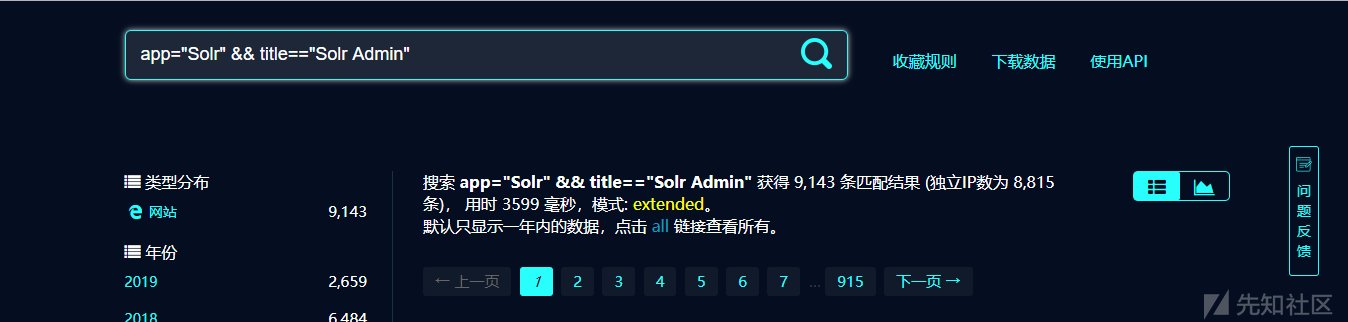 app="Solr" && title=="Solr Admin"
收藏规则 下载数据 使用API
类型分布
网站 9,143
年份
2019 2,659
2018 6,484
搜索 app="Solr" && title=="Solr Admin" 获得 9,143 条匹配结果 (独立IP数为 8,815
条)， 用时 3599 毫秒，模式: extended。
默认只显示一年内的数据，点击 all 链接查看所有。
← 上一页 1 2 3 4 5 6 7 ... 915 下一页 →
问
题
反
馈
先知社区